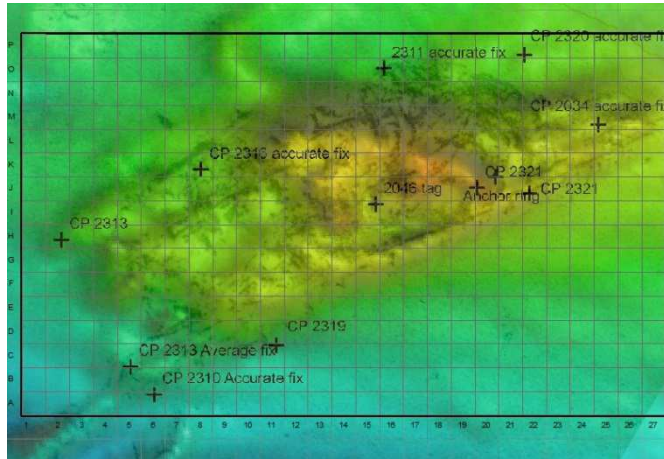 CP 2320 accurate fi
2311 accurate fix
CP 2034 accurate fix
CP 2316 accurate fix
CP 2321
2046 tag
Anchor ring
CP 2321
CP 2313
CP 2319
CP 2313 Average fix
CP 2310 Accurate fix
P
O
N
M
L
K
J
I
H
G
F
E
D
C
B
A
1 2 3 4 5 6 7 8 9 10 11 12 13 14 15 16 17 18 19 20 21 22 23 24 25 26 27